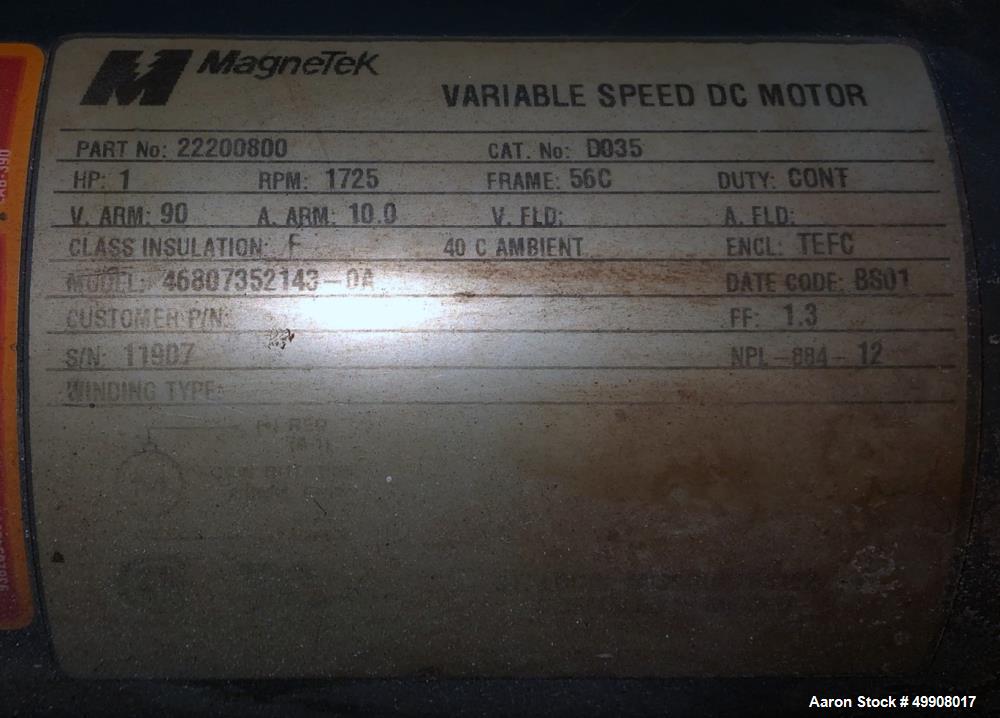 MagneTek
VARIABLE SPEED DC MOTOR
PART No: 22200800 CAT. No: D035
HP: 1 RPM: 1725 FRAME: 56C DUTY: CONT
V. ARM: 90 A. ARM: 10.0 V. FLD: A. FLD:
CLASS INSULATION: F 40 C AMBIENT ENCL: TEFC
MODEL: 46807352143-0A DATE CODE: BS01
CUSTOMER P/N: FF: 1.3
S/N: 119D7 NPL-884-12
WINDING TYPE:
RED
Aaron Stock # 49908017